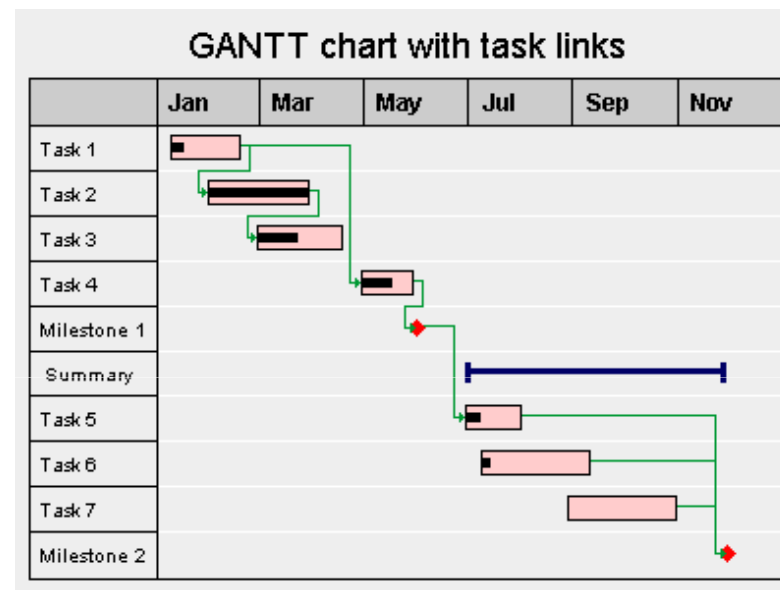 GANTT chart with task links
Jan Mar May Jul Sep Nov
Task 1
Task 2
Task 3
Task 4
Milestone 1
Summary
Task 5
Task 6
Task 7
Milestone 2